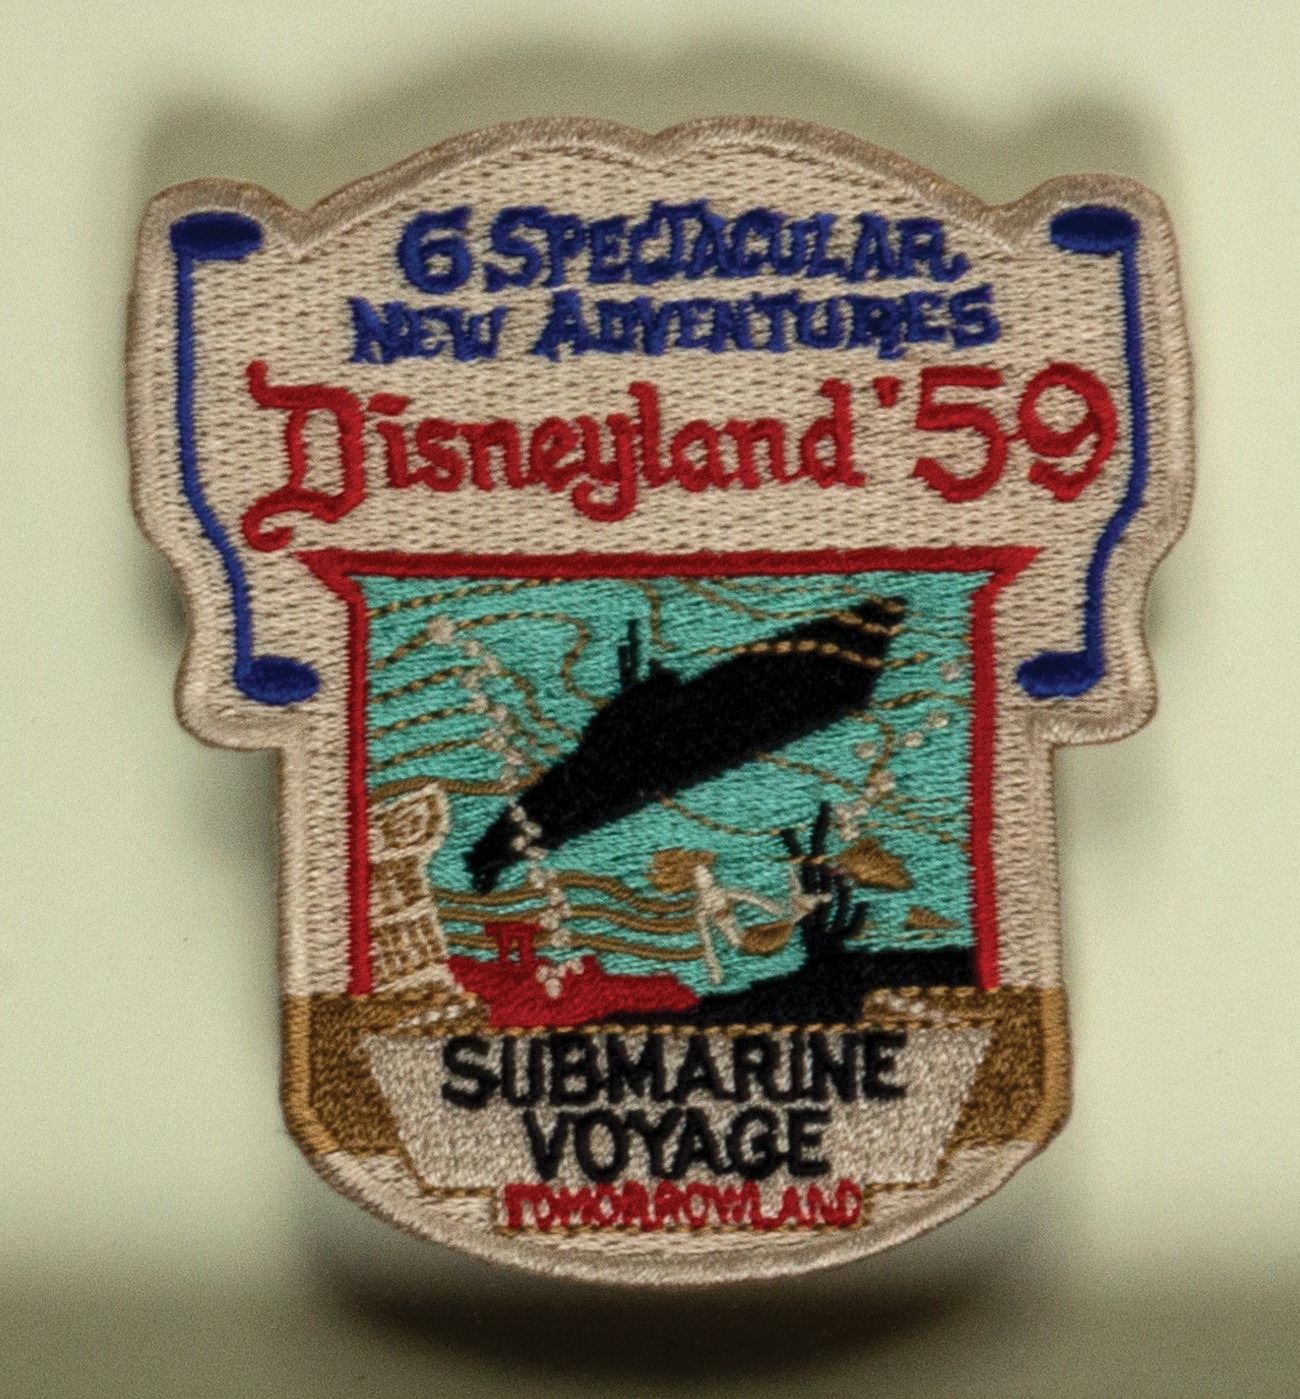 6 SPECTACULAR
NEW ADVENTURES
Disneyland '59
SUBMARINE
VOYAGE
TOMORROWLAND